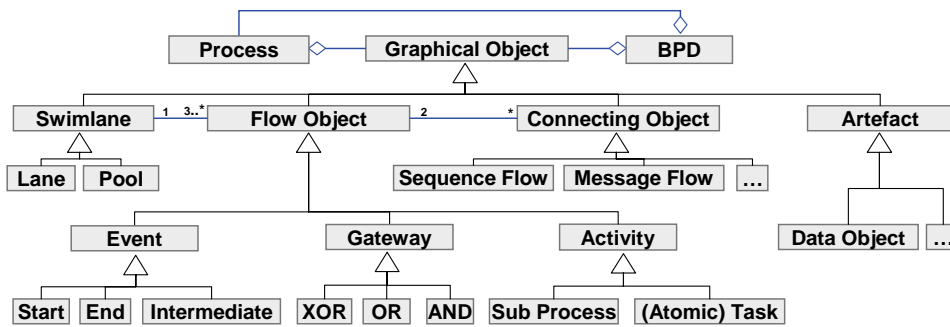 Process Graphical Object BPD
Swimlane 1 3..* Flow Object 2 * Connecting Object Artefact
Lane Pool Sequence Flow Message Flow ...
Event Gateway Activity Data Object ...
Start End Intermediate XOR OR AND Sub Process (Atomic) Task